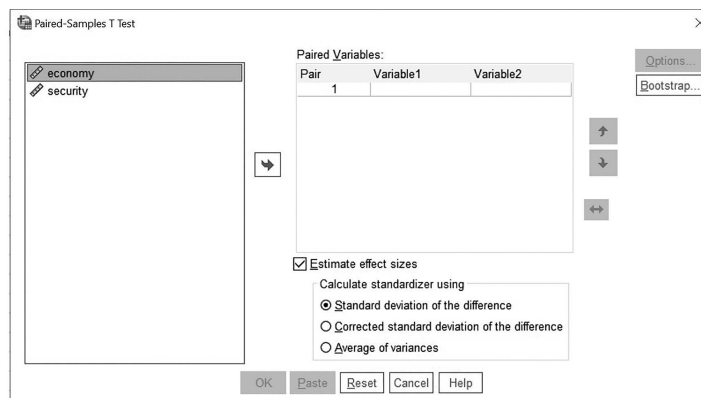 Paired-Samples T Test
economy
security
Paired Variables:
Pair Variable1 Variable2
1
Options...
Bootstrap...
Estimate effect sizes
Calculate standardizer using
Standard deviation of the difference
Corrected standard deviation of the difference
Average of variances
OK Paste Reset Cancel Help